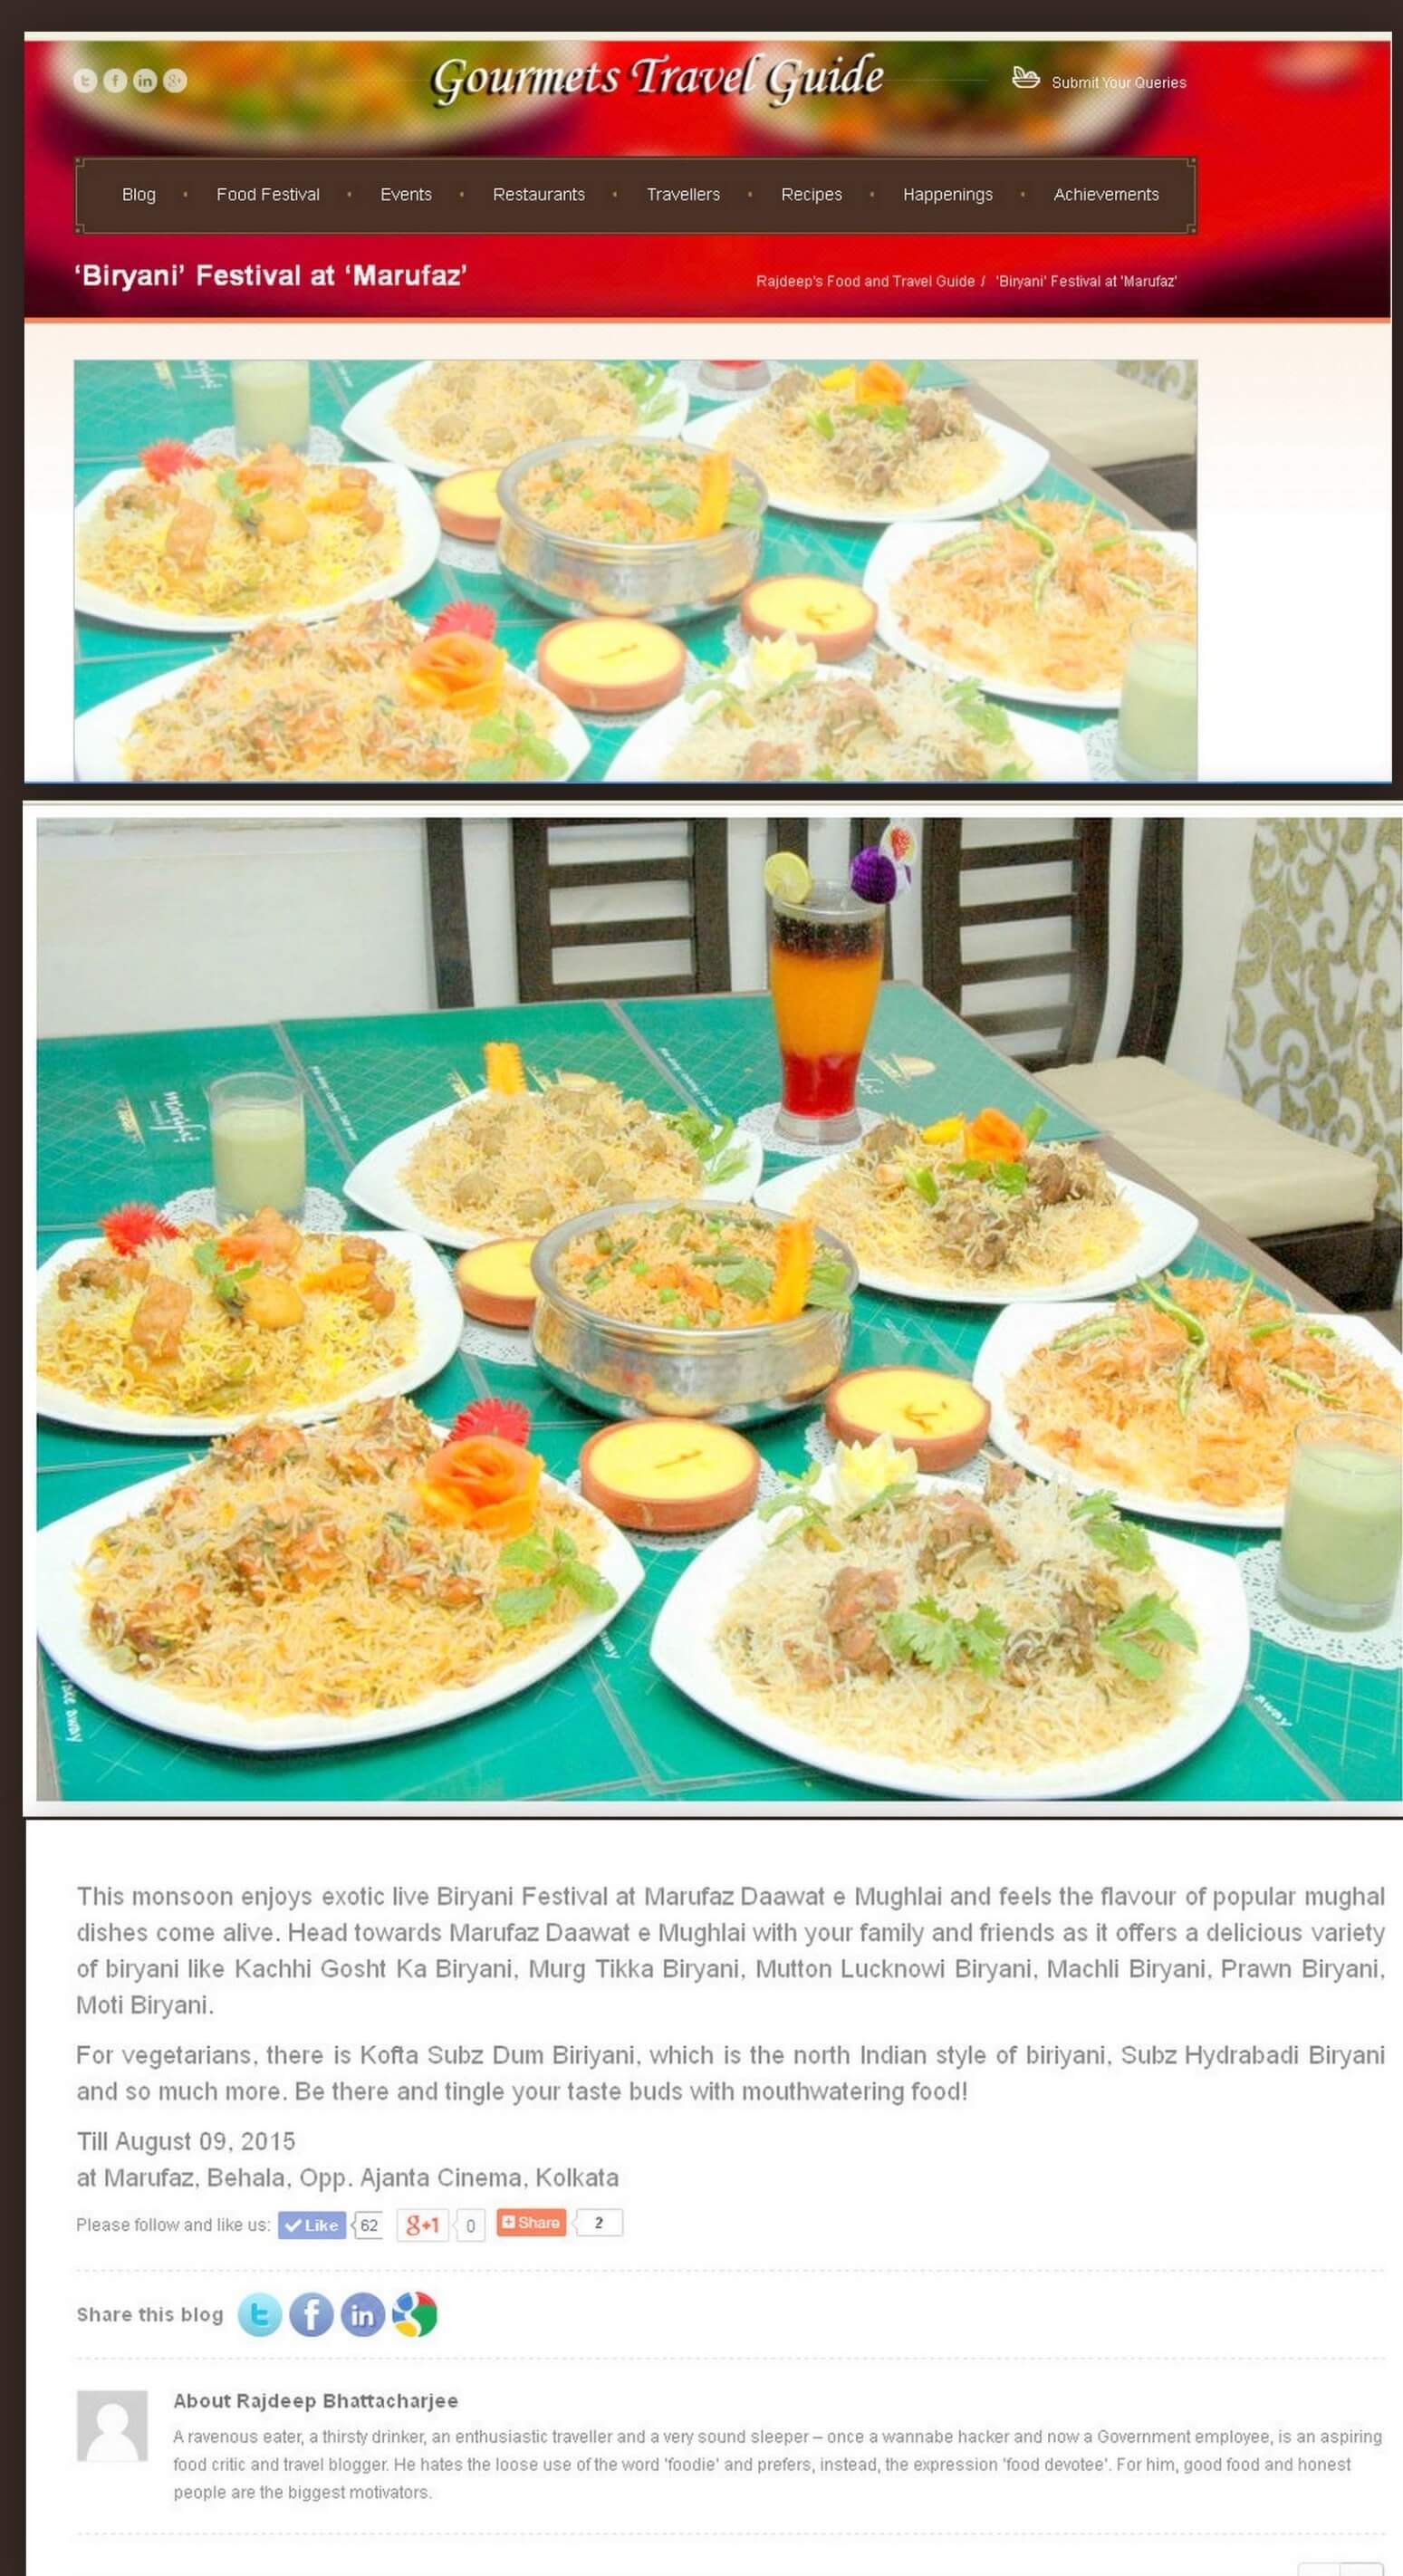 Gourmets Travel Guide
Submit Your Queries
Blog • Food Festival • Events • Restaurants • Travellers • Recipes • Happenings • Achievements
‘Biryani’ Festival at ‘Marufaz’
Rajdeep's Food and Travel Guide / 'Biryani' Festival at 'Marufaz'
take away
This monsoon enjoys exotic live Biryani Festival at Marufaz Daawat e Mughlai and feels the flavour of popular mughal
dishes come alive. Head towards Marufaz Daawat e Mughlai with your family and friends as it offers a delicious variety
of biryani like Kachhi Gosht Ka Biryani, Murg Tikka Biryani, Mutton Lucknowi Biryani, Machli Biryani, Prawn Biryani,
Moti Biryani.
For vegetarians, there is Kofta Subz Dum Biriyani, which is the north Indian style of biriyani, Subz Hydrabadi Biryani
and so much more. Be there and tingle your taste buds with mouthwatering food!
Till August 09, 2015
at Marufaz, Behala, Opp. Ajanta Cinema, Kolkata
Please follow and like us: Like 62 g+1 0 Share 2
Share this blog
About Rajdeep Bhattacharjee
A ravenous eater, a thirsty drinker, an enthusiastic traveller and a very sound sleeper – once a wannabe hacker and now a Government employee, is an aspiring
food critic and travel blogger. He hates the loose use of the word 'foodie' and prefers, instead, the expression 'food devotee'. For him, good food and honest
people are the biggest motivators.